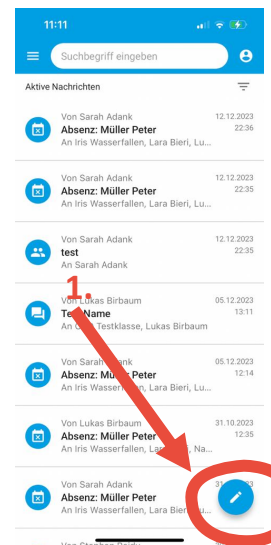 11:11
Suchbegriff eingeben
Aktive Nachrichten
Von Sarah Adank 12.12.2023
Absenz: Müller Peter 22:36
An Iris Wasserfallen, Lara Bieri, Lu...
Von Sarah Adank 12.12.2023
Absenz: Müller Peter 22:35
An Iris Wasserfallen, Lara Bieri, Lu...
Von Sarah Adank 12.12.2023
test 22:35
An Sarah Adank
1.
Von Lukas Birbaum 05.12.2023
Name 13:11
An Testklasse, Lukas Birbaum
Von Sarah Adank 05.12.2023
Absenz: Müller Peter 12:14
An Iris Wasserfallen, Lara Bieri, Lu...
Von Lukas Birbaum 31.10.2023
Absenz: Müller Peter 12:35
An Iris Wasserfallen, Na...
Von Sarah Adank
Absenz: Müller Peter
An Iris Wasserfallen, Lara Bieri